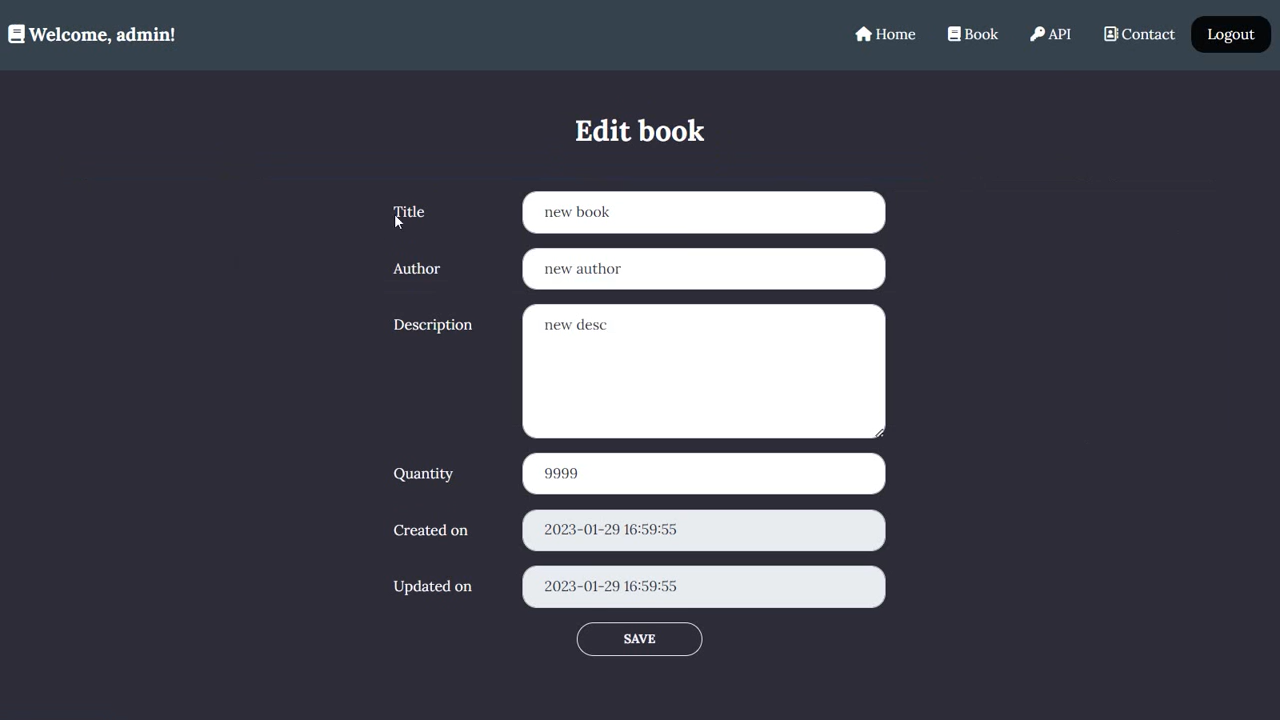 Welcome, admin!
Home
Book
API
Contact
Logout
Edit book
Title
new book
Author
new author
Description
new desc
Quantity
9999
Created on
2023-01-29 16:59:55
Updated on
2023-01-29 16:59:55
SAVE